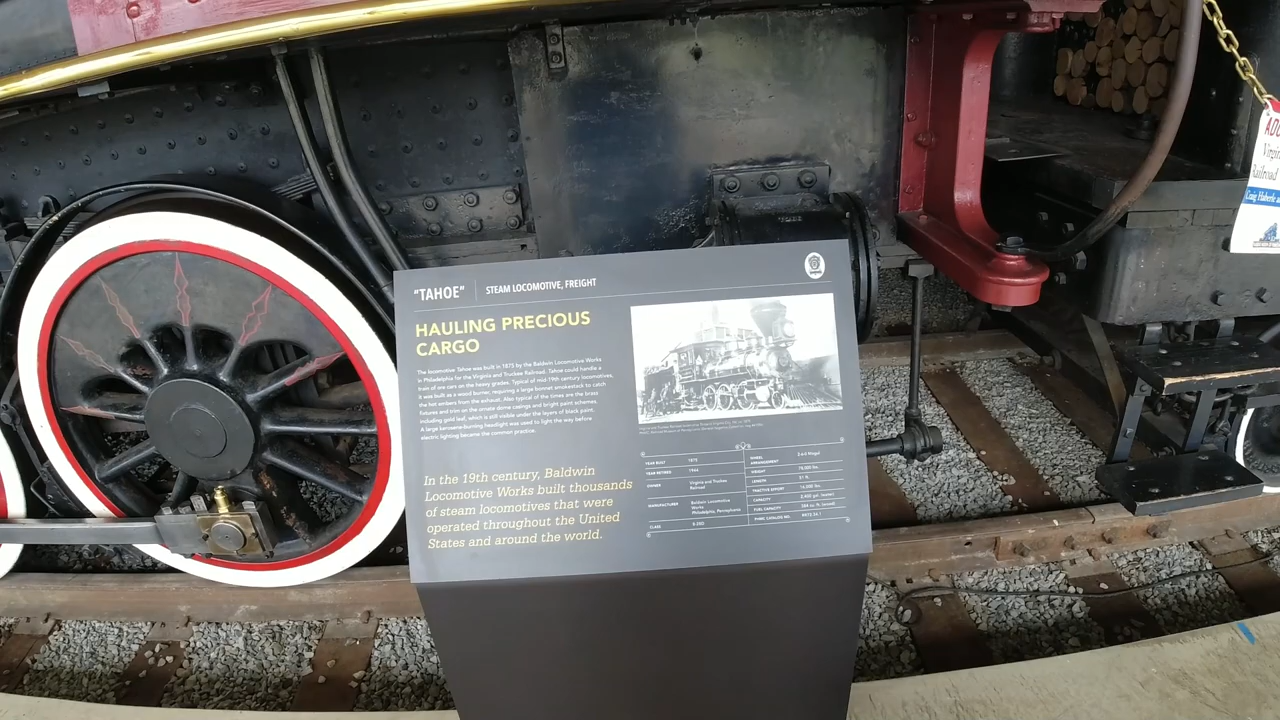 "TAHOE"
STEAM LOCOMOTIVE, FREIGHT
HAULING PRECIOUS
CARGO
The locomotive Tahoe was built in 1875 by the Baldwin Locomotive Works
in Philadelphia for the Virginia and Truckee Railroad. Tahoe could handle a
train of ore cars on the heavy grades. Typical of mid-19th century locomotives,
it was built as a wood burner, requiring a large bonnet smokestack to catch
the hot embers from the exhaust. Also typical of the times are the brass
fixtures and trim on the ornate dome casings and bright paint schemes,
including gold leaf, which is still visible under the layers of black paint.
A large kerosene-burning headlight was used to light the way before
electric lighting became the common practice.
In the 19th century, Baldwin
Locomotive Works built thousands
of steam locomotives that were
operated throughout the United
States and around the world.
YEAR BUILT 1875
YEAR RETIRED
OWNER Virginia and Truckee
Railroad
MANUFACTURER Baldwin Locomotive
Works
Philadelphia, Pennsylvania
CLASS
WHEEL
ARRANGEMENT 2-6-0 Mogul
WEIGHT
LENGTH
TRACTIVE EFFORT
CAPACITY
FUEL CAPACITY
Virgin
Railroad
Craig Haberle a